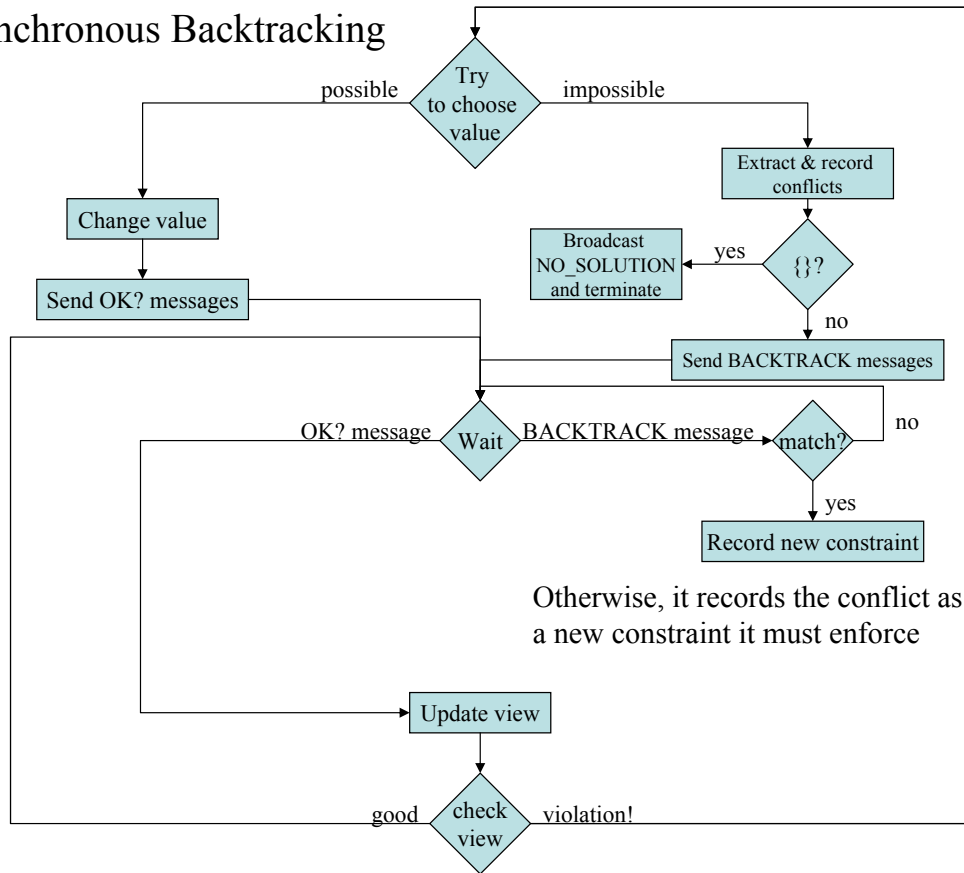 nchronous Backtracking
Try
to choose
value
possible
impossible
Extract & record
conflicts
Change value
Broadcast
NO_SOLUTION
and terminate
yes
{}?
Send OK? messages
no
Send BACKTRACK messages
OK? message
Wait
BACKTRACK message
match?
no
yes
Record new constraint
Otherwise, it records the conflict as
a new constraint it must enforce
Update view
good
check
view
violation!